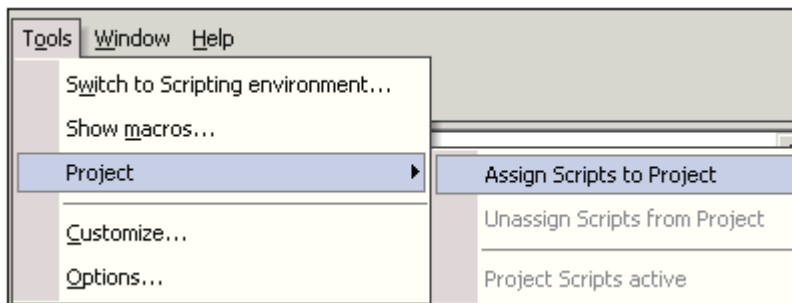 Tools Window Help
Switch to Scripting environment...
Show macros...
Project
Assign Scripts to Project
Unassign Scripts from Project
Project Scripts active
Customize...
Options...